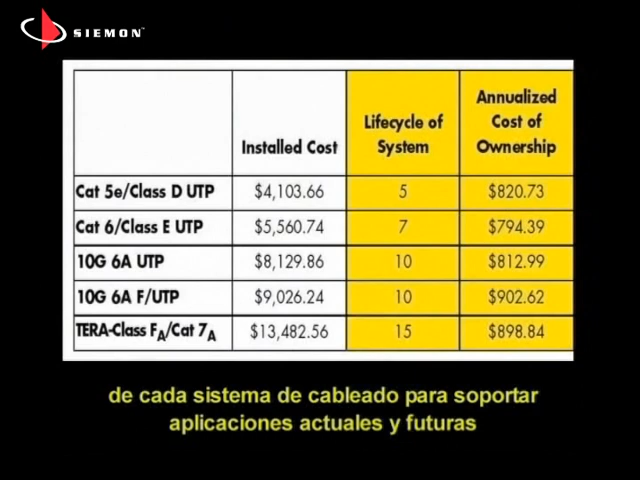 SIEMON™
Installed Cost Lifecycle of System Annualized Cost of Ownership
Cat 5e/Class D UTP $4,103.66 5 $820.73
Cat 6/Class E UTP $5,560.74 7 $794.39
10G 6A UTP $8,129.86 10 $812.99
10G 6A F/UTP $9,026.24 10 $902.62
TERA-Class FA/Cat 7A $13,482.56 15 $898.84
de cada sistema de cableado para soportar
aplicaciones actuales y futuras